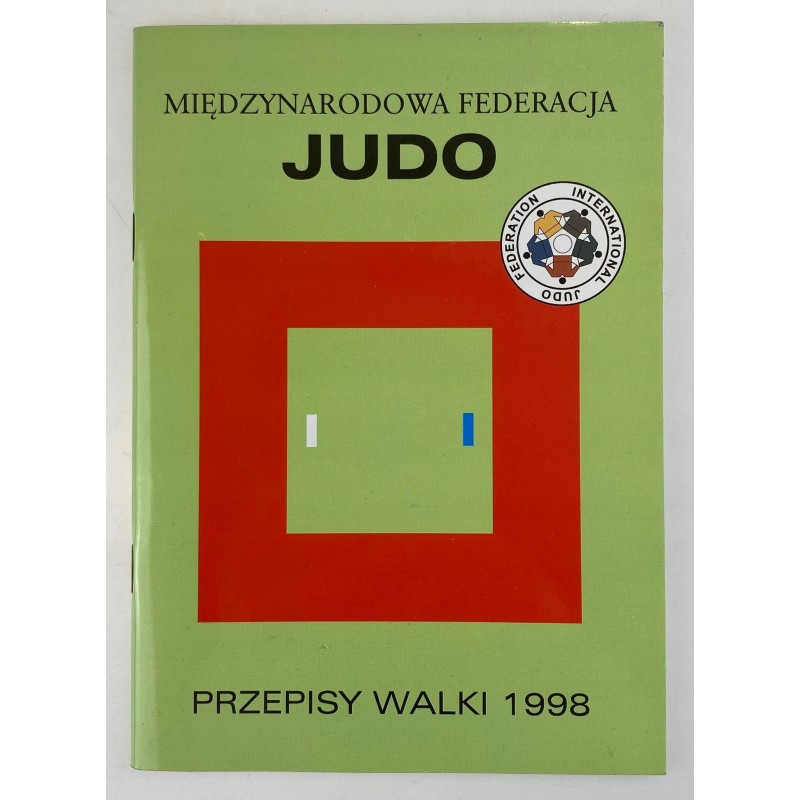 MIĘDZYNARODOWA FEDERACJA
JUDO
INTERNATIONAL JUDO FEDERATION
PRZEPISY WALKI 1998